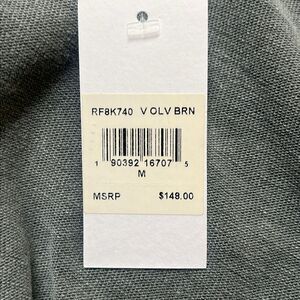 RF8K740 V OLV BRN
1 90392 16707 5
M
MSRP $148.00